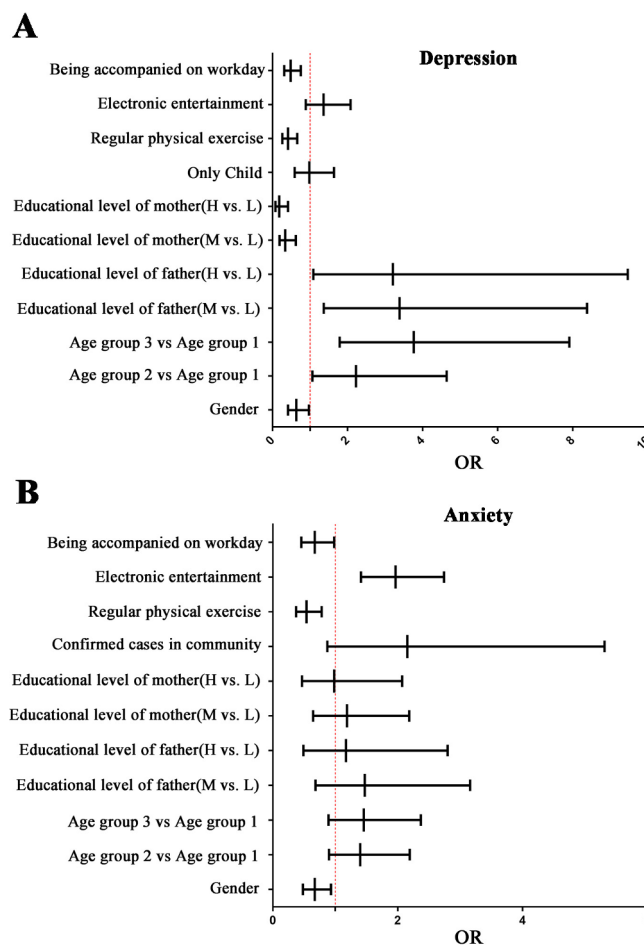 A
Depression
Being accompanied on workday
Electronic entertainment
Regular physical exercise
Only Child
Educational level of mother(H vs. L)
Educational level of mother(M vs. L)
Educational level of father(H vs. L)
Educational level of father(M vs. L)
Age group 3 vs Age group 1
Age group 2 vs Age group 1
Gender
0 2 4 6 8 10
OR
B
Anxiety
Being accompanied on workday
Electronic entertainment
Regular physical exercise
Confirmed cases in community
Educational level of mother(H vs. L)
Educational level of mother(M vs. L)
Educational level of father(H vs. L)
Educational level of father(M vs. L)
Age group 3 vs Age group 1
Age group 2 vs Age group 1
Gender
0 2 4
OR